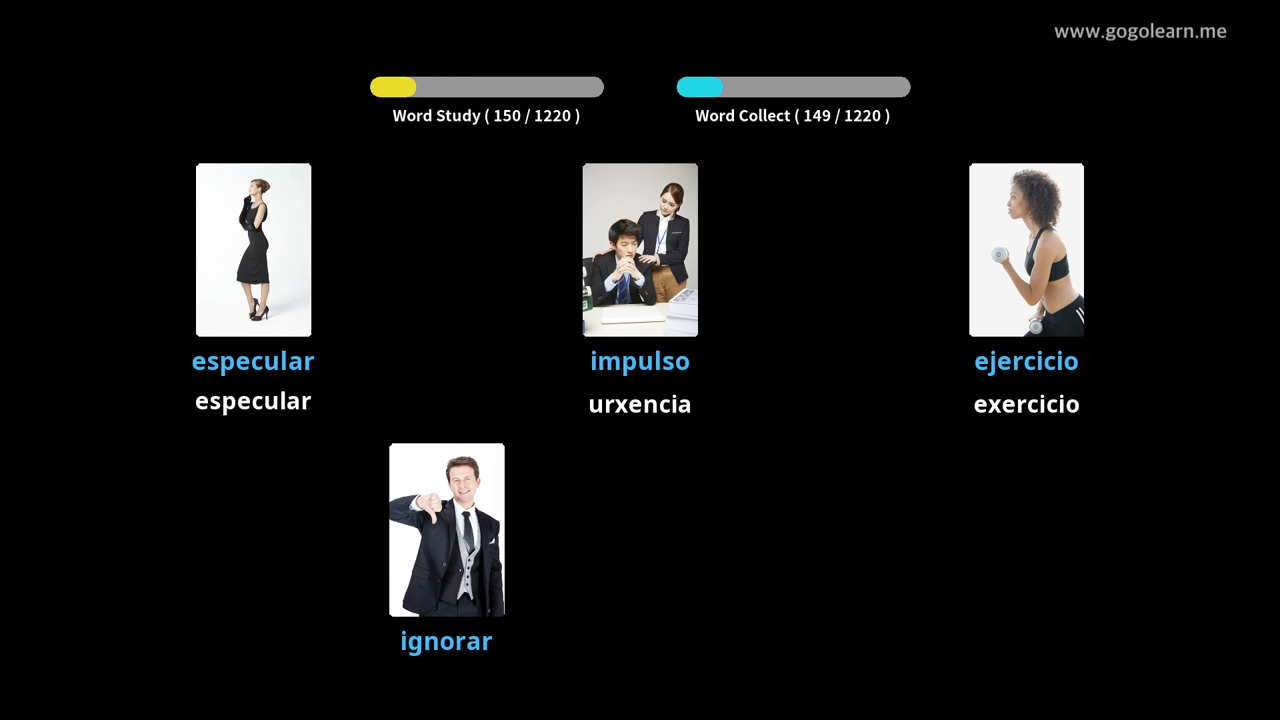 www.gogolearn.me
Word Study ( 150 / 1220 )
Word Collect ( 149 / 1220 )
especular
impulso
ejercicio
especular
urxencia
exercicio
ignorar